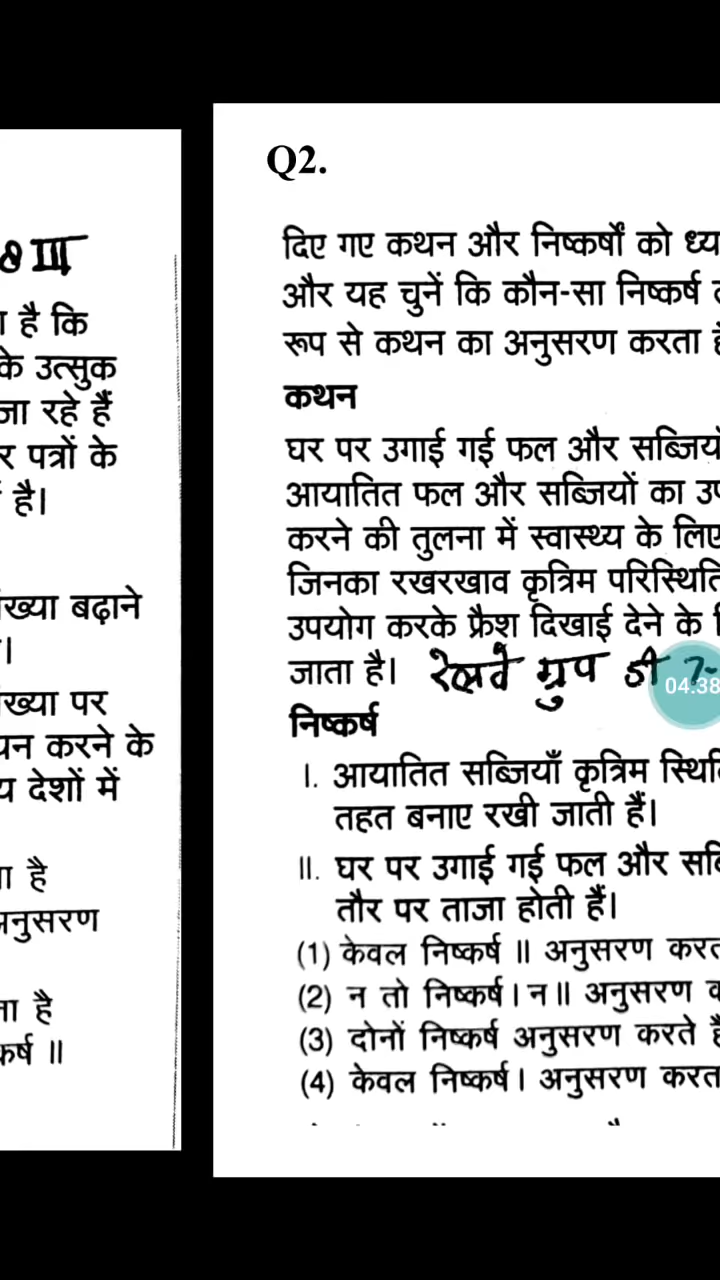 III
है कि
के उत्सुक
जा रहे हैं
पत्रों के
है।
संख्या बढ़ाने
संख्या पर
करने के
देशों में
है
अनुसरण
है
II
Q2.
दिए गए कथन और निष्कर्षों को
और यह चुनें कि कौन-सा निष्कर्ष
रूप से कथन का अनुसरण करता
कथन
घर पर उगाई गई फल और
आयातित फल और सब्जियों का
करने की तुलना में स्वास्थ्य के लिए
जिनका रखरखाव कृत्रिम
उपयोग करके फ्रैश दिखाई देने के
जाता है। रेलवे ग्रुप डी
04:38
निष्कर्ष
I. आयातित सब्जियाँ कृत्रिम
तहत बनाए रखी जाती हैं।
II. घर पर उगाई गई फल और
तौर पर ताजा होती हैं।
(1) केवल निष्कर्ष II अनुसरण
(2) न तो निष्कर्ष I न II अनुसरण
(3) दोनों निष्कर्ष अनुसरण करते
(4) केवल निष्कर्ष I अनुसरण